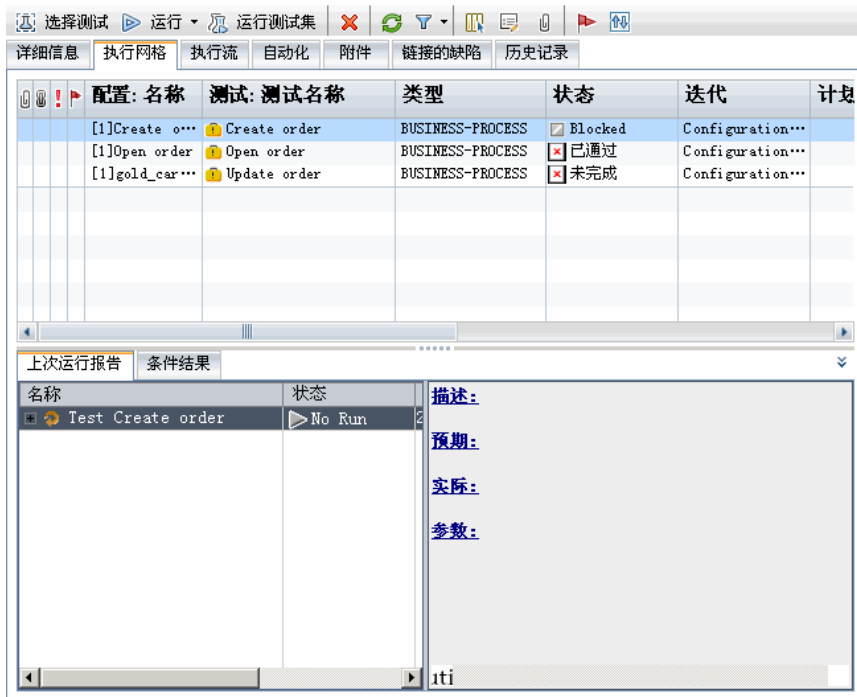 选择测试 运行 运行测试集
详细信息 执行网格 执行流 自动化 附件 链接的缺陷 历史记录
配置: 名称 测试: 测试名称 类型 状态 迭代 计划
[1]Create o... Create order BUSINESS-PROCESS Blocked Configuration...
[1]Open order Open order BUSINESS-PROCESS 已通过 Configuration...
[1]gold_car... Update order BUSINESS-PROCESS 未完成 Configuration...
上次运行报告 条件结果
名称 状态
Test Create order No Run 2
描述:
预期:
实际:
参数: